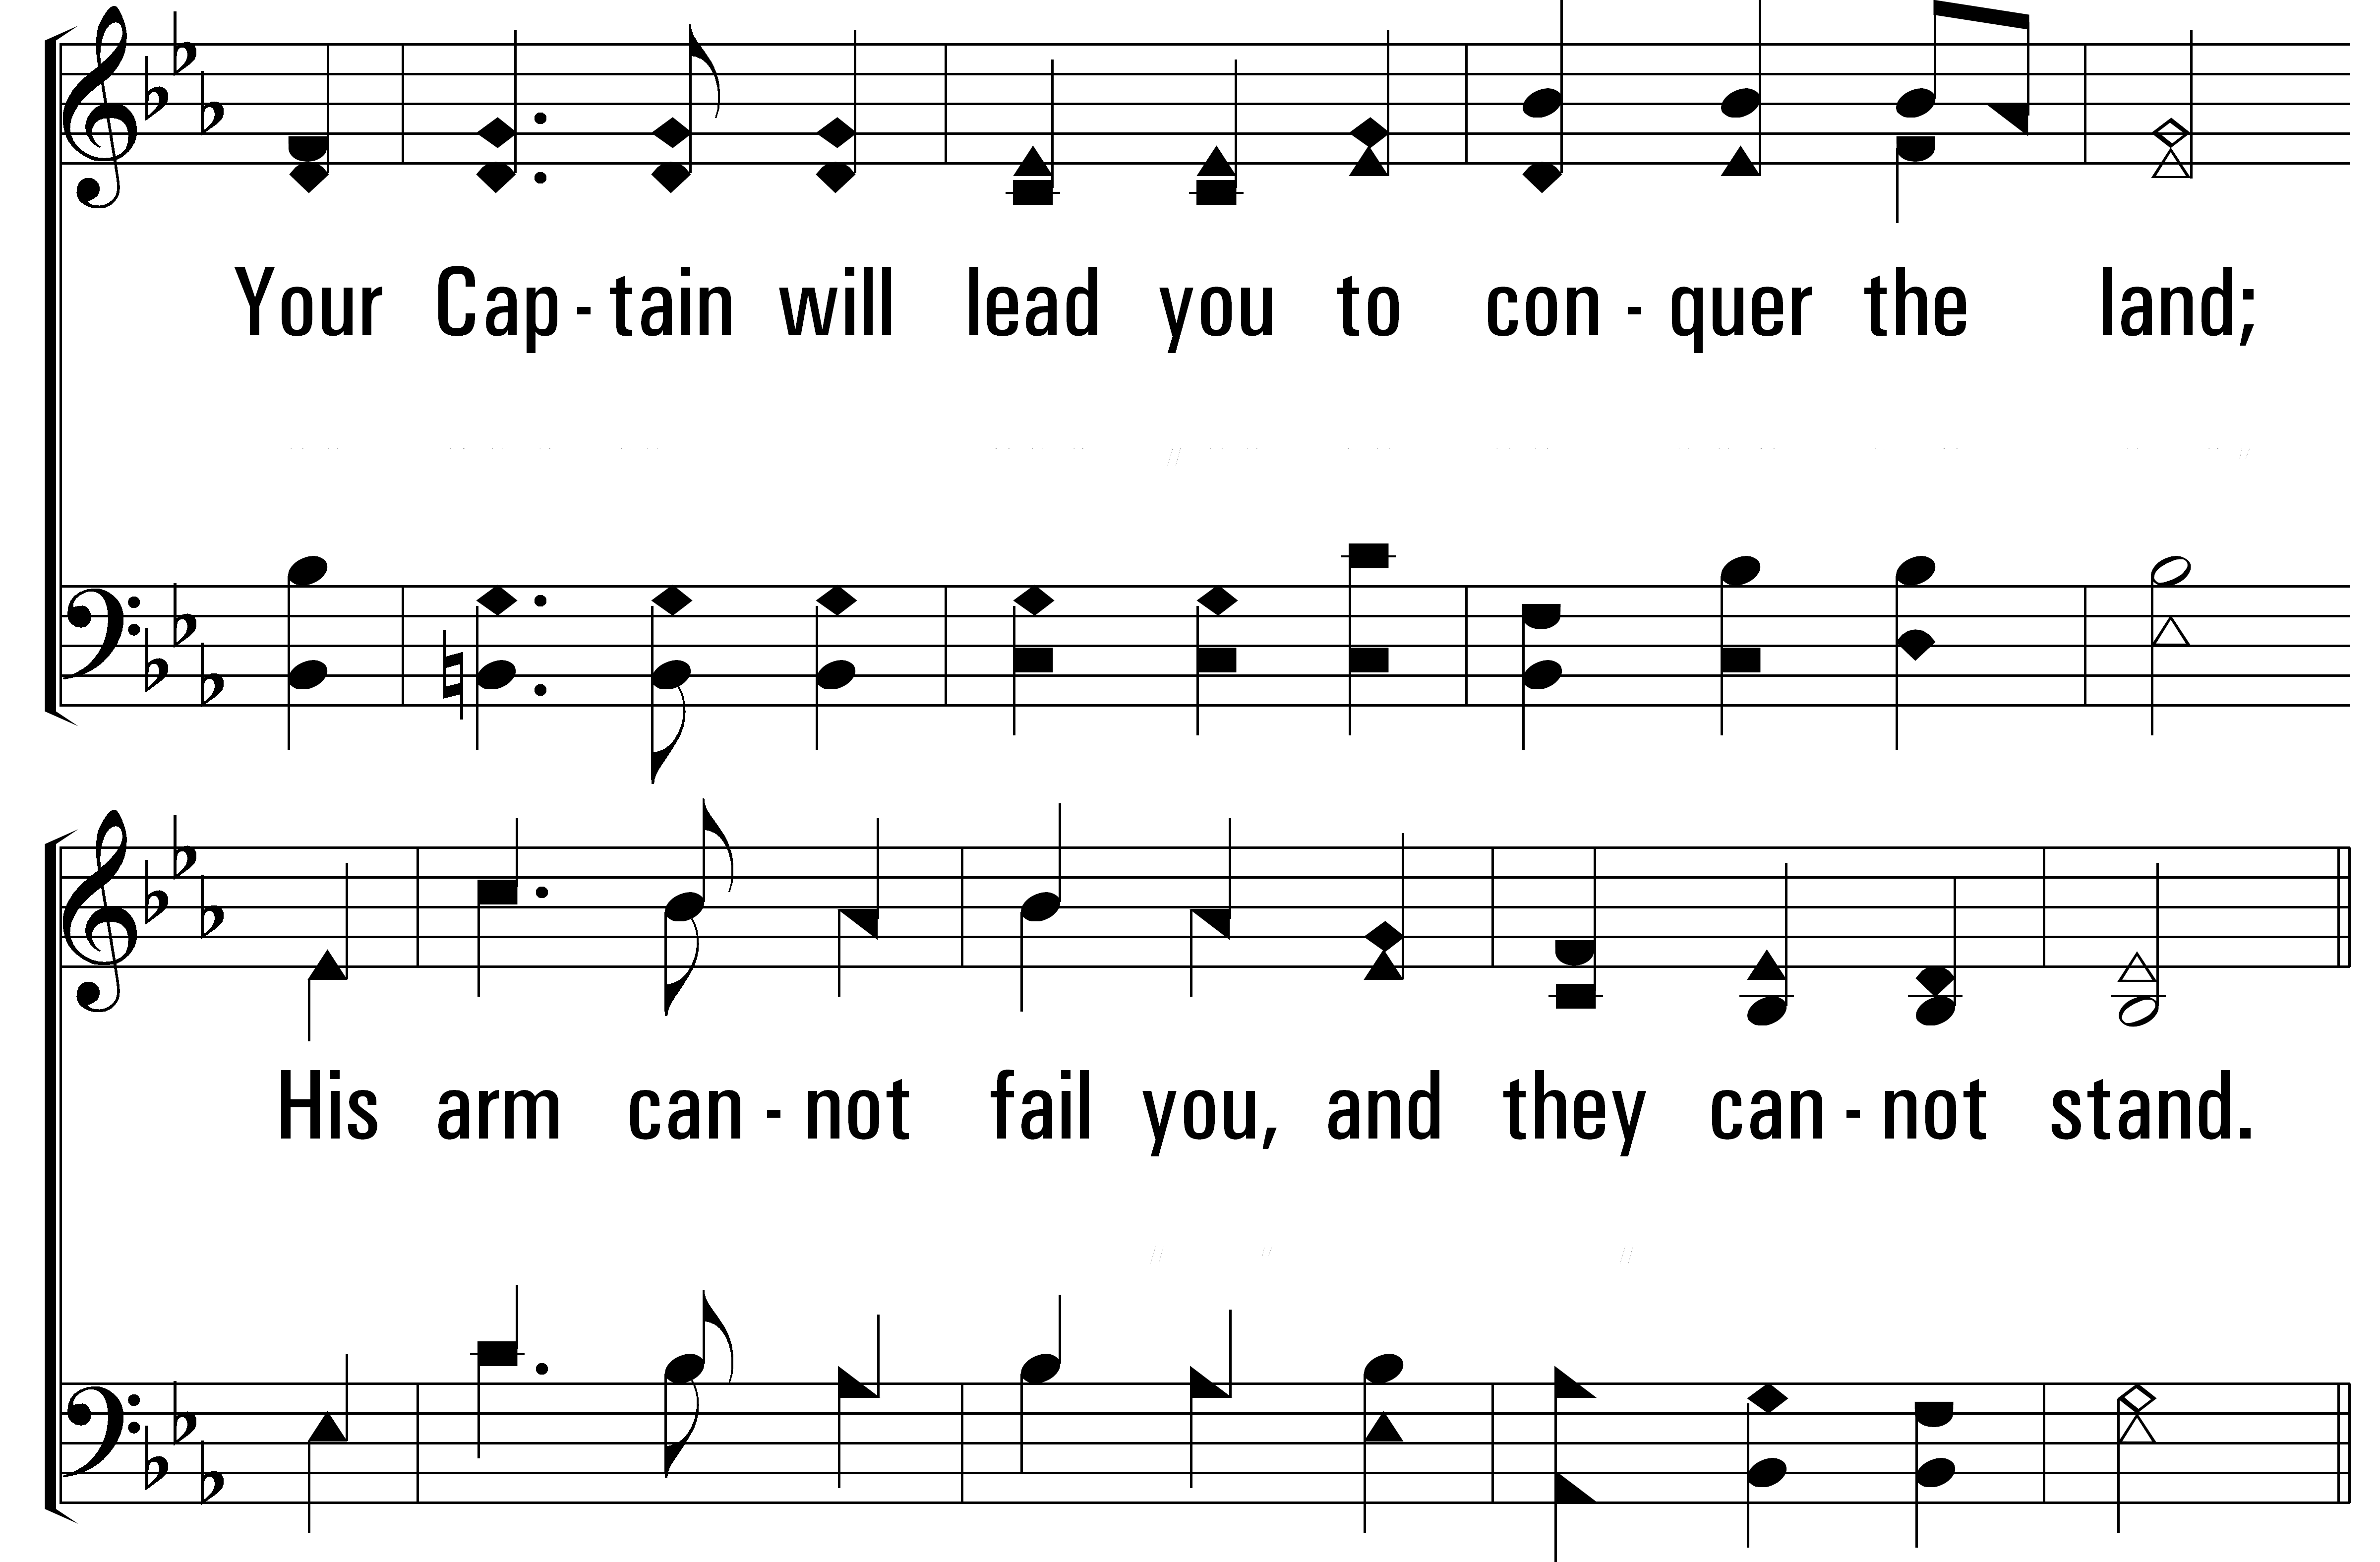 Your Cap - tain will lead you to con - quer the land;
His arm can - not fail you, and they can - not stand.